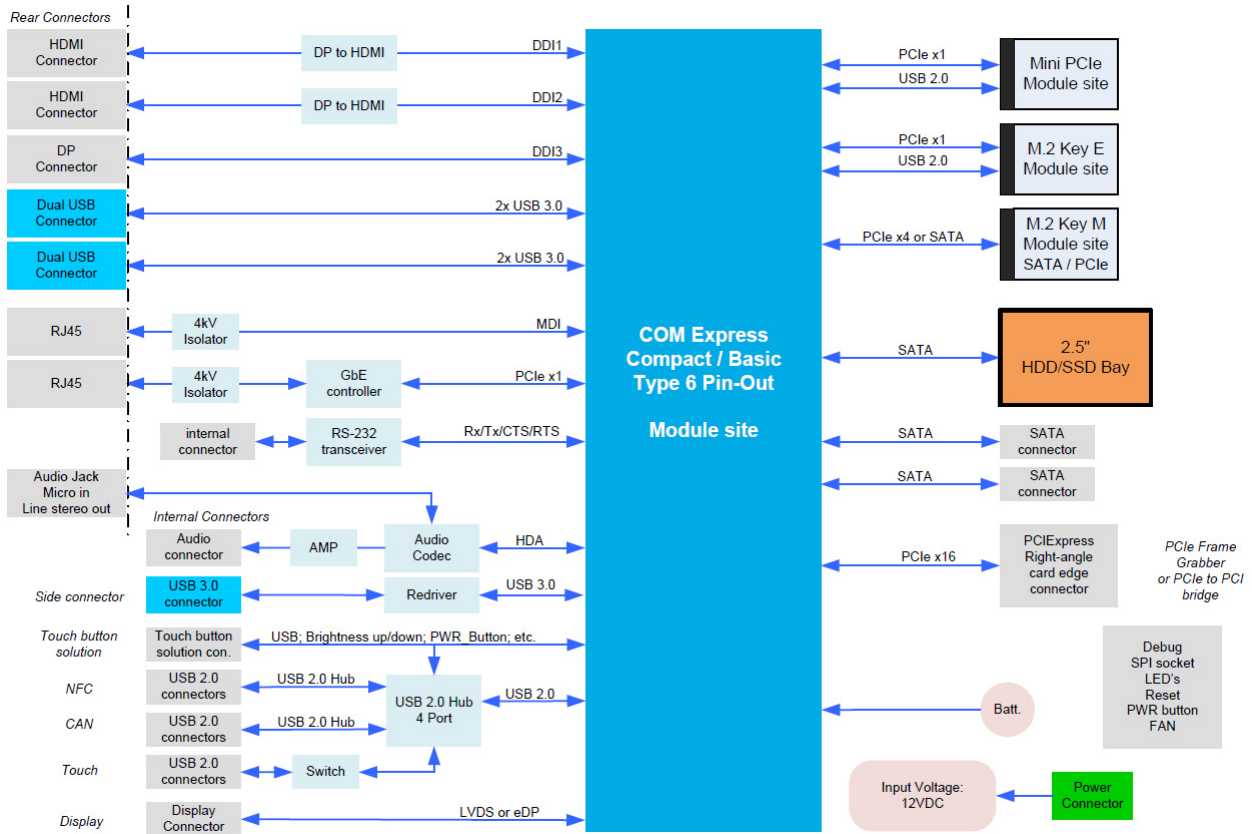 Rear Connectors
HDMI
Connector
DP to HDMI
DDI1
HDMI
Connector
DP to HDMI
DDI2
DP
Connector
DDI3
Dual USB
Connector
2x USB 3.0
Dual USB
Connector
2x USB 3.0
RJ45
4kV
Isolator
MDI
RJ45
4kV
Isolator
GbE
controller
PCIe x1
internal
connector
RS-232
transceiver
Rx/Tx/CTS/RTS
Audio Jack
Micro in
Line stereo out
Internal Connectors
Audio
connector
AMP
Audio
Codec
HDA
Side connector
USB 3.0
connector
Redriver
USB 3.0
Touch button
solution
Touch button
solution con.
USB; Brightness up/down; PWR_Button; etc.
NFC
USB 2.0
connectors
USB 2.0 Hub
USB 2.0 Hub
4 Port
USB 2.0
CAN
USB 2.0
connectors
USB 2.0 Hub
Touch
USB 2.0
connectors
Switch
Display
Display
Connector
LVDS or eDP
COM Express
Compact / Basic
Type 6 Pin-Out
Module site
PCIe x1
USB 2.0
Mini PCIe
Module site
PCIe x1
USB 2.0
M.2 Key E
Module site
PCIe x4 or SATA
M.2 Key M
Module site
SATA / PCIe
SATA
2.5"
HDD/SSD Bay
SATA
SATA
connector
SATA
SATA
connector
PCIe x16
PCIExpress
Right-angle
card edge
connector
PCIe Frame
Grabber
or PCIe to PCI
bridge
Debug
SPI socket
LED's
Reset
PWR button
FAN
Batt.
Input Voltage:
12VDC
Power
Connector